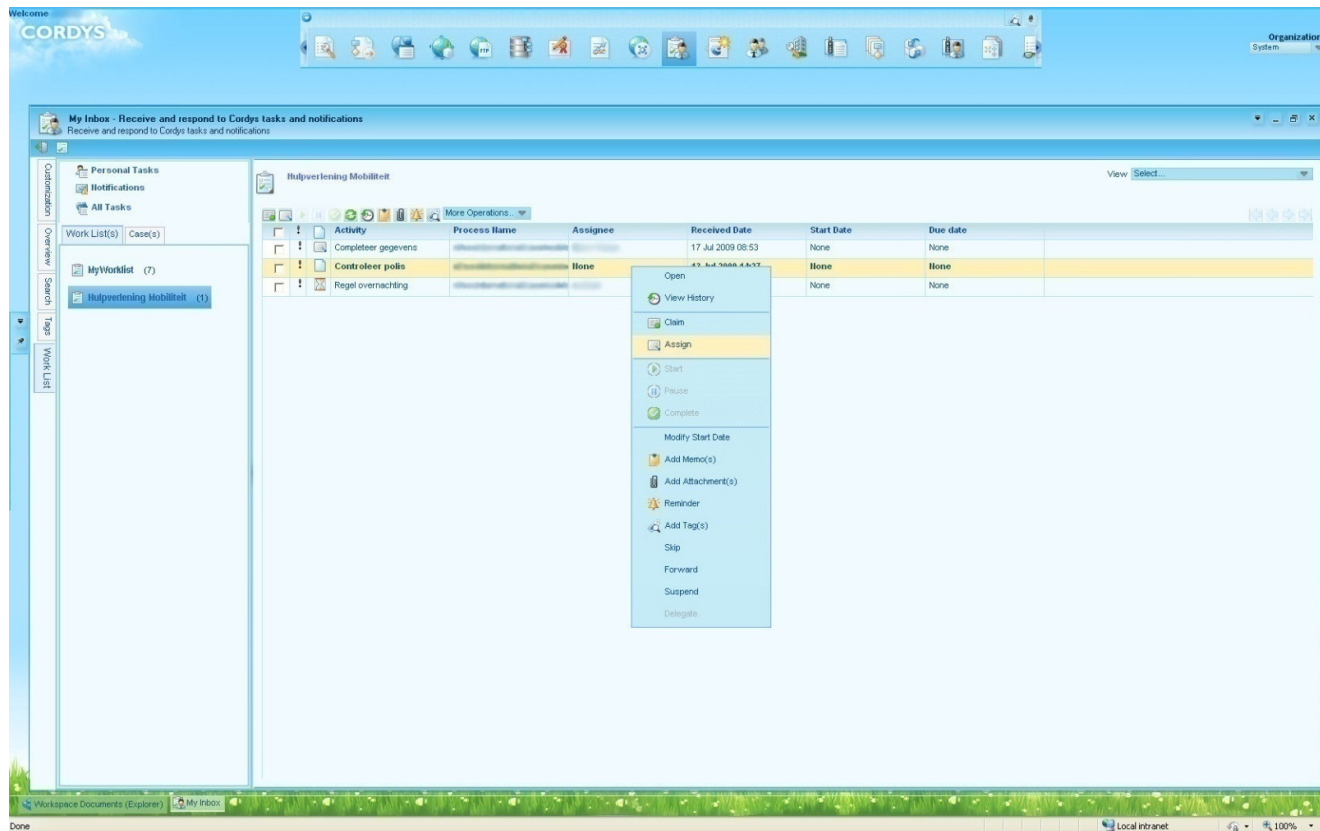 Welcome
CORDYS
Organization
System
My Inbox - Receive and respond to Cordys tasks and notifications
Receive and respond to Cordys tasks and notifications
Customization
Overview
Search
Tags
Work List
Personal Tasks
Notifications
All Tasks
Work List(s) Case(s)
MyWorklist (7)
Hulpverlening Mobiliteit (1)
Hulpverlening Mobiliteit
View Select...
More Operations...
! Activity Process Name Assignee Received Date Start Date Due date
! Completeer gegevens 17 Jul 2009 08:53 None None
! Controleer polis None None None
! Regel overnachting None None
Open
View History
Claim
Assign
Start
Pause
Complete
Modify Start Date
Add Memo(s)
Add Attachment(s)
Reminder
Add Tag(s)
Skip
Forward
Suspend
Delegate
Workspace Documents (Explorer) My Inbox
Done Local intranet 100%